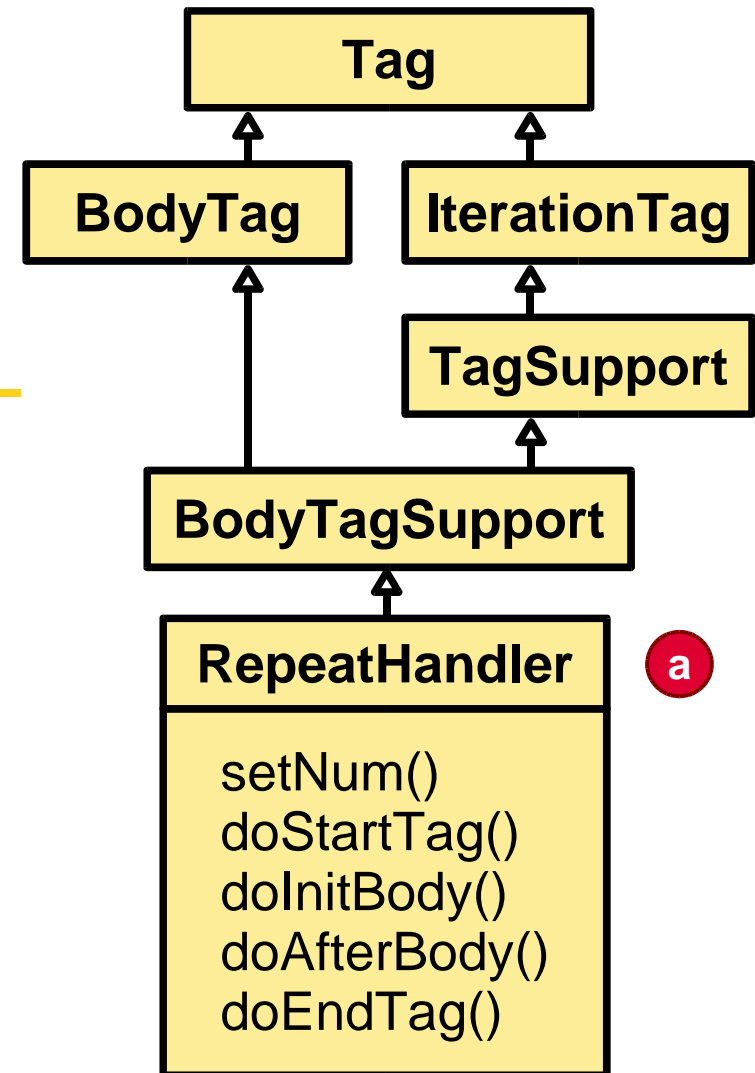 Tag
BodyTag
IterationTag
TagSupport
BodyTagSupport
RepeatHandler
a
setNum()
doStartTag()
doInitBody()
doAfterBody()
doEndTag()